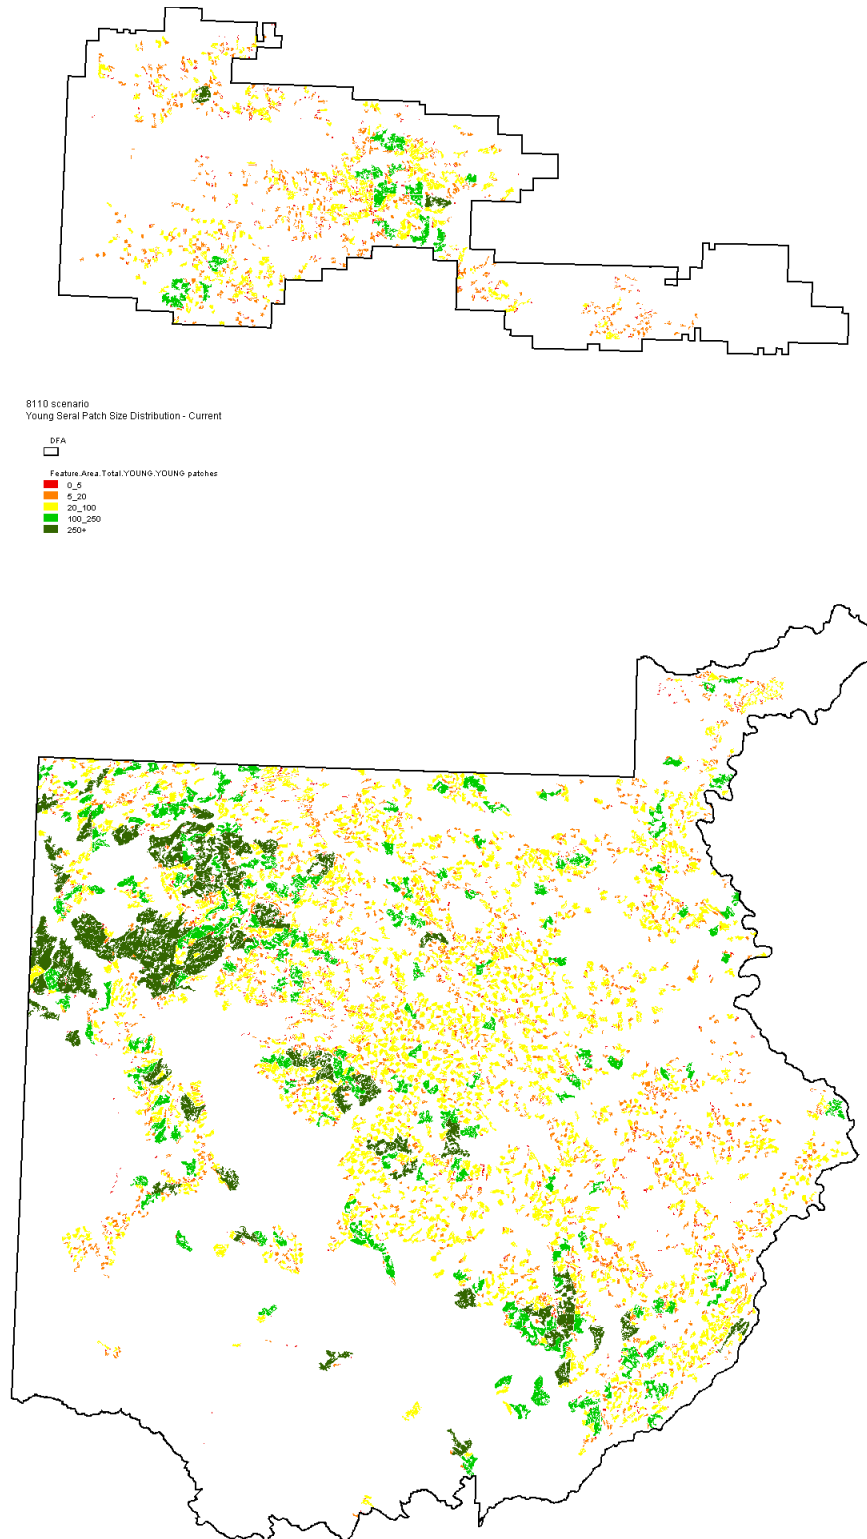 8110 scenario
Young Seral Patch Size Distribution - Current
DFA
Feature.Area.Total.YOUNG.YOUNG patches
0_5
5_20
20_100
100_250
250+